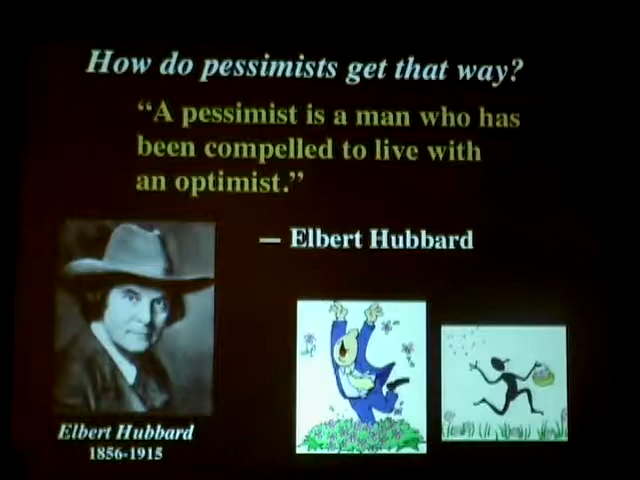 How do pessimists get that way?
“A pessimist is a man who has
been compelled to live with
an optimist.”
— Elbert Hubbard
Elbert Hubbard
1856-1915